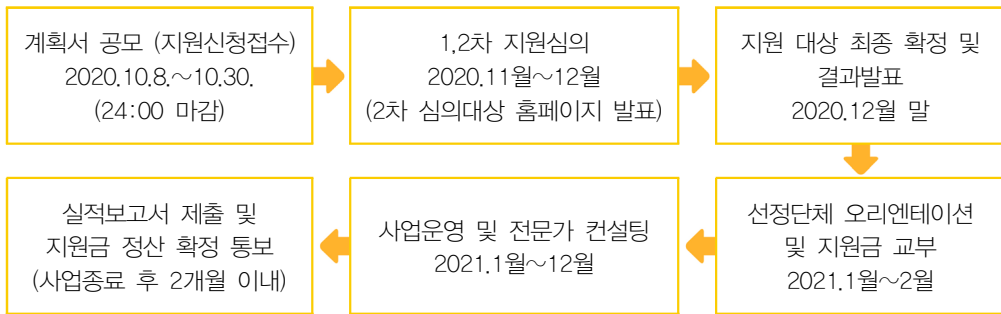 계획서 공모 (지원신청접수)
2020.10.8.~10.30.
(24:00 마감)
1,2차 지원심의
2020.11월~12월
(2차 심의대상 홈페이지 발표)
지원 대상 최종 확정 및
결과발표
2020.12월 말
선정단체 오리엔테이션
및 지원금 교부
2021.1월~2월
사업운영 및 전문가 컨설팅
2021.1월~12월
실적보고서 제출 및
지원금 정산 확정 통보
(사업종료 후 2개월 이내)